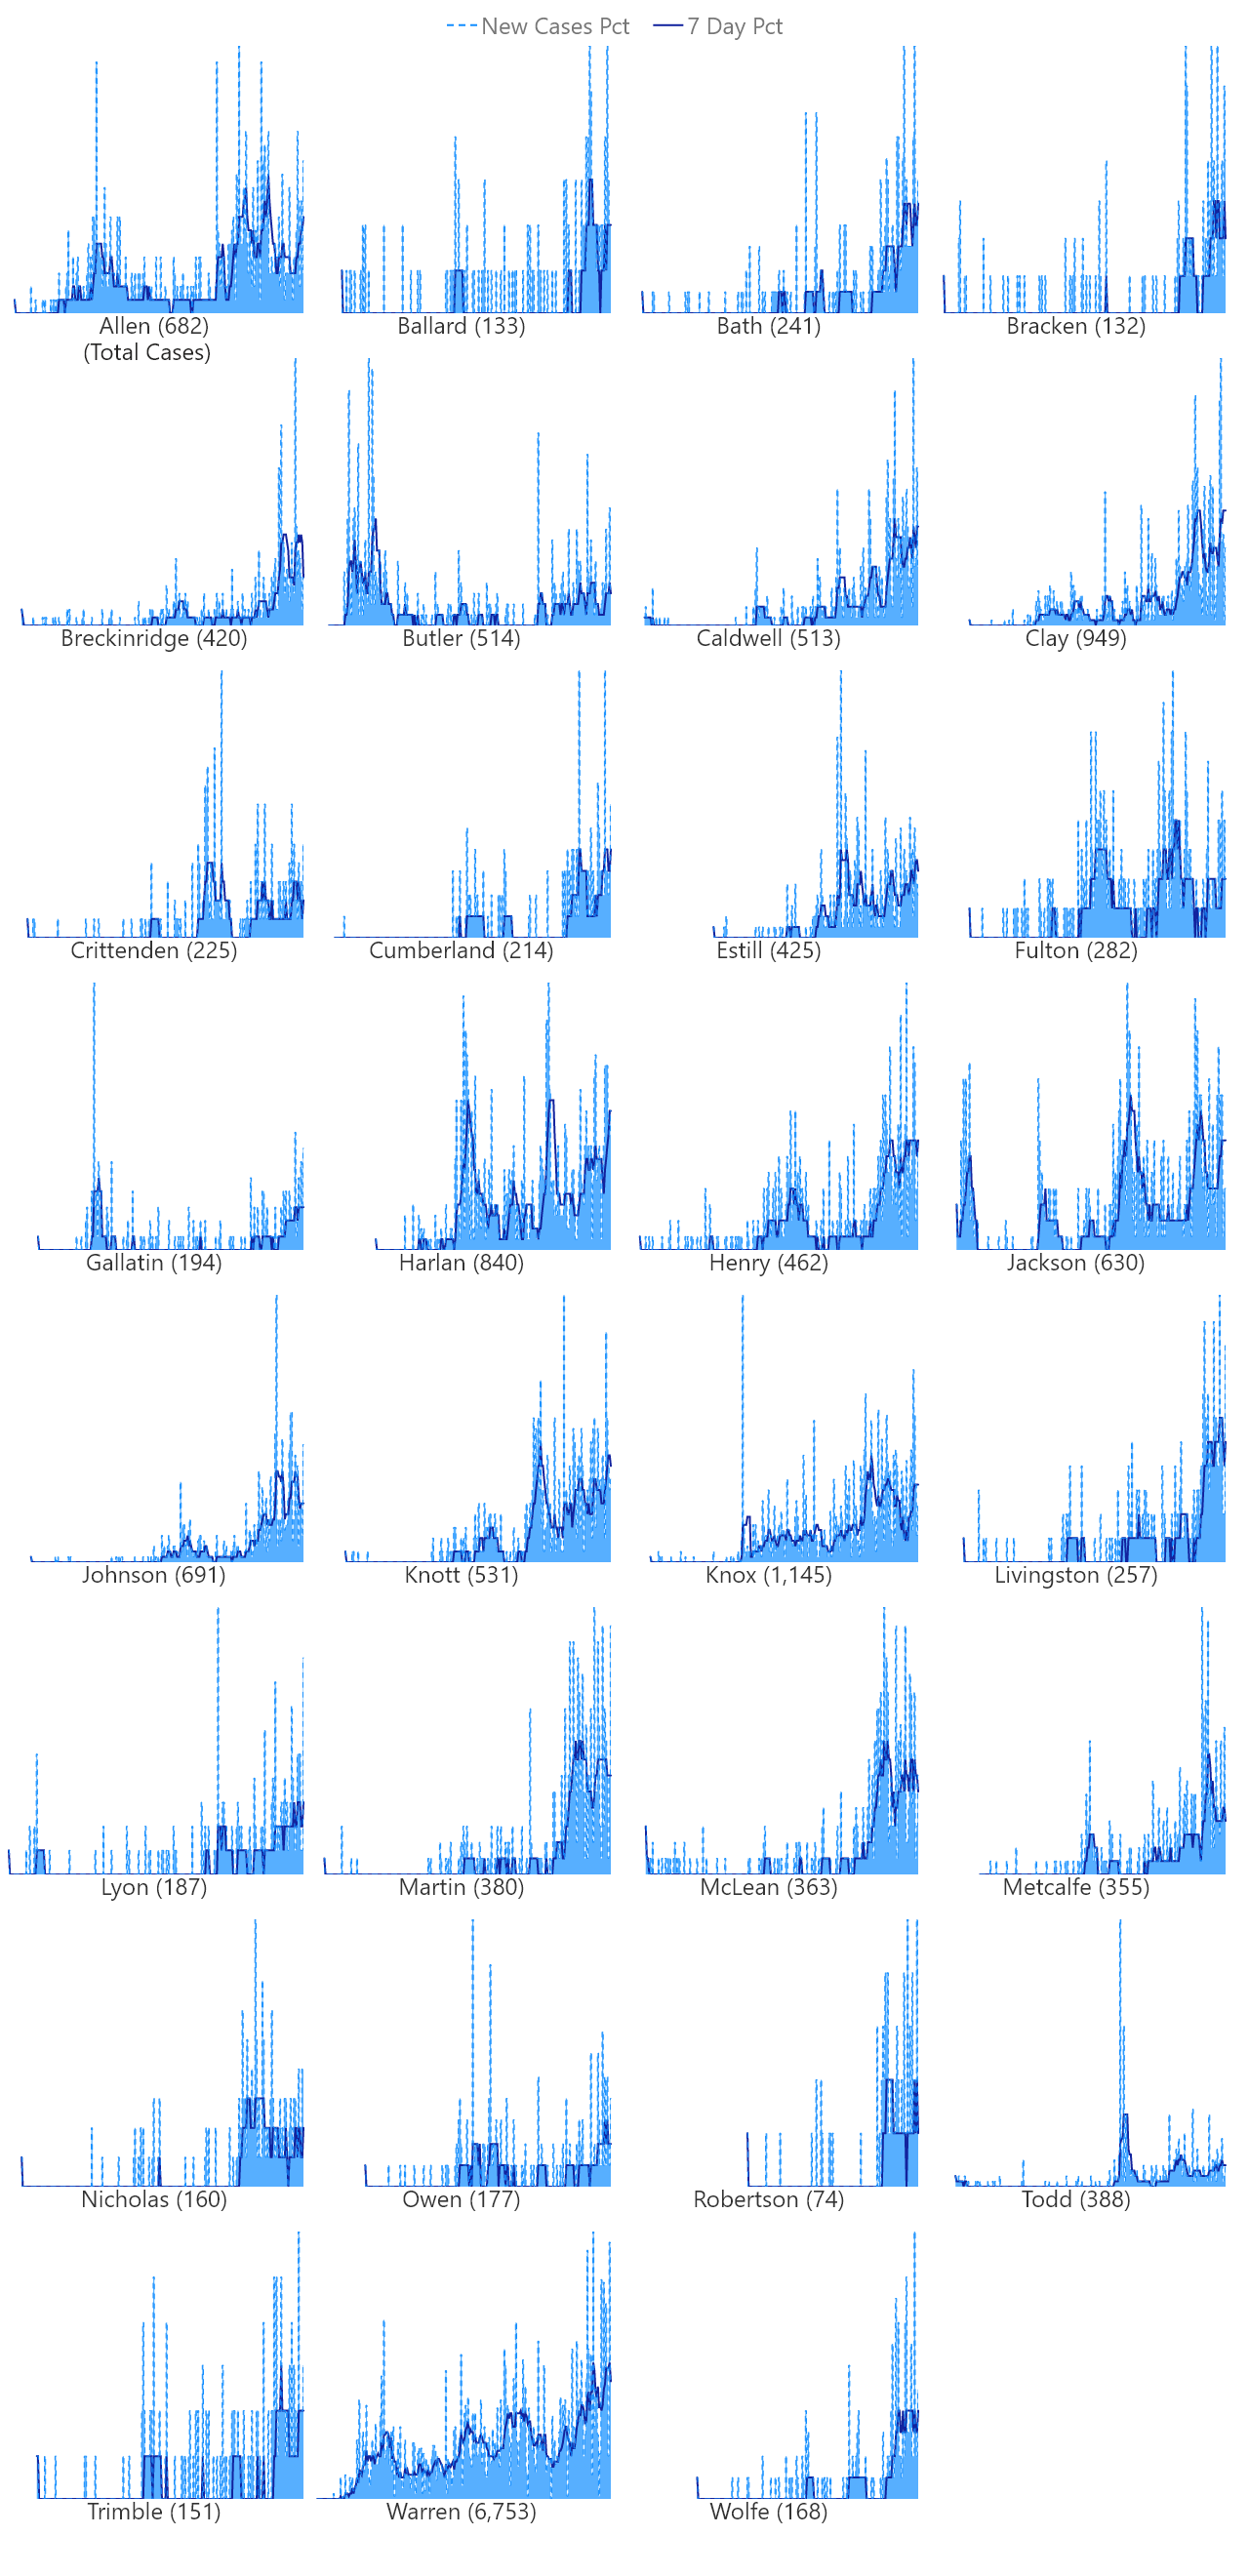 New Cases Pct 7 Day Pct
Allen (682) Ballard (133) Bath (241) Bracken (132)
(Total Cases)
Breckinridge (420) Butler (514) Caldwell (513) Clay (949)
Crittenden (225) Cumberland (214) Estill (425) Fulton (282)
Gallatin (194) Harlan (840) Henry (462) Jackson (630)
Johnson (691) Knott (531) Knox (1,145) Livingston (257)
Lyon (187) Martin (380) McLean (363) Metcalfe (355)
Nicholas (160) Owen (177) Robertson (74) Todd (388)
Trimble (151) Warren (6,753) Wolfe (168)